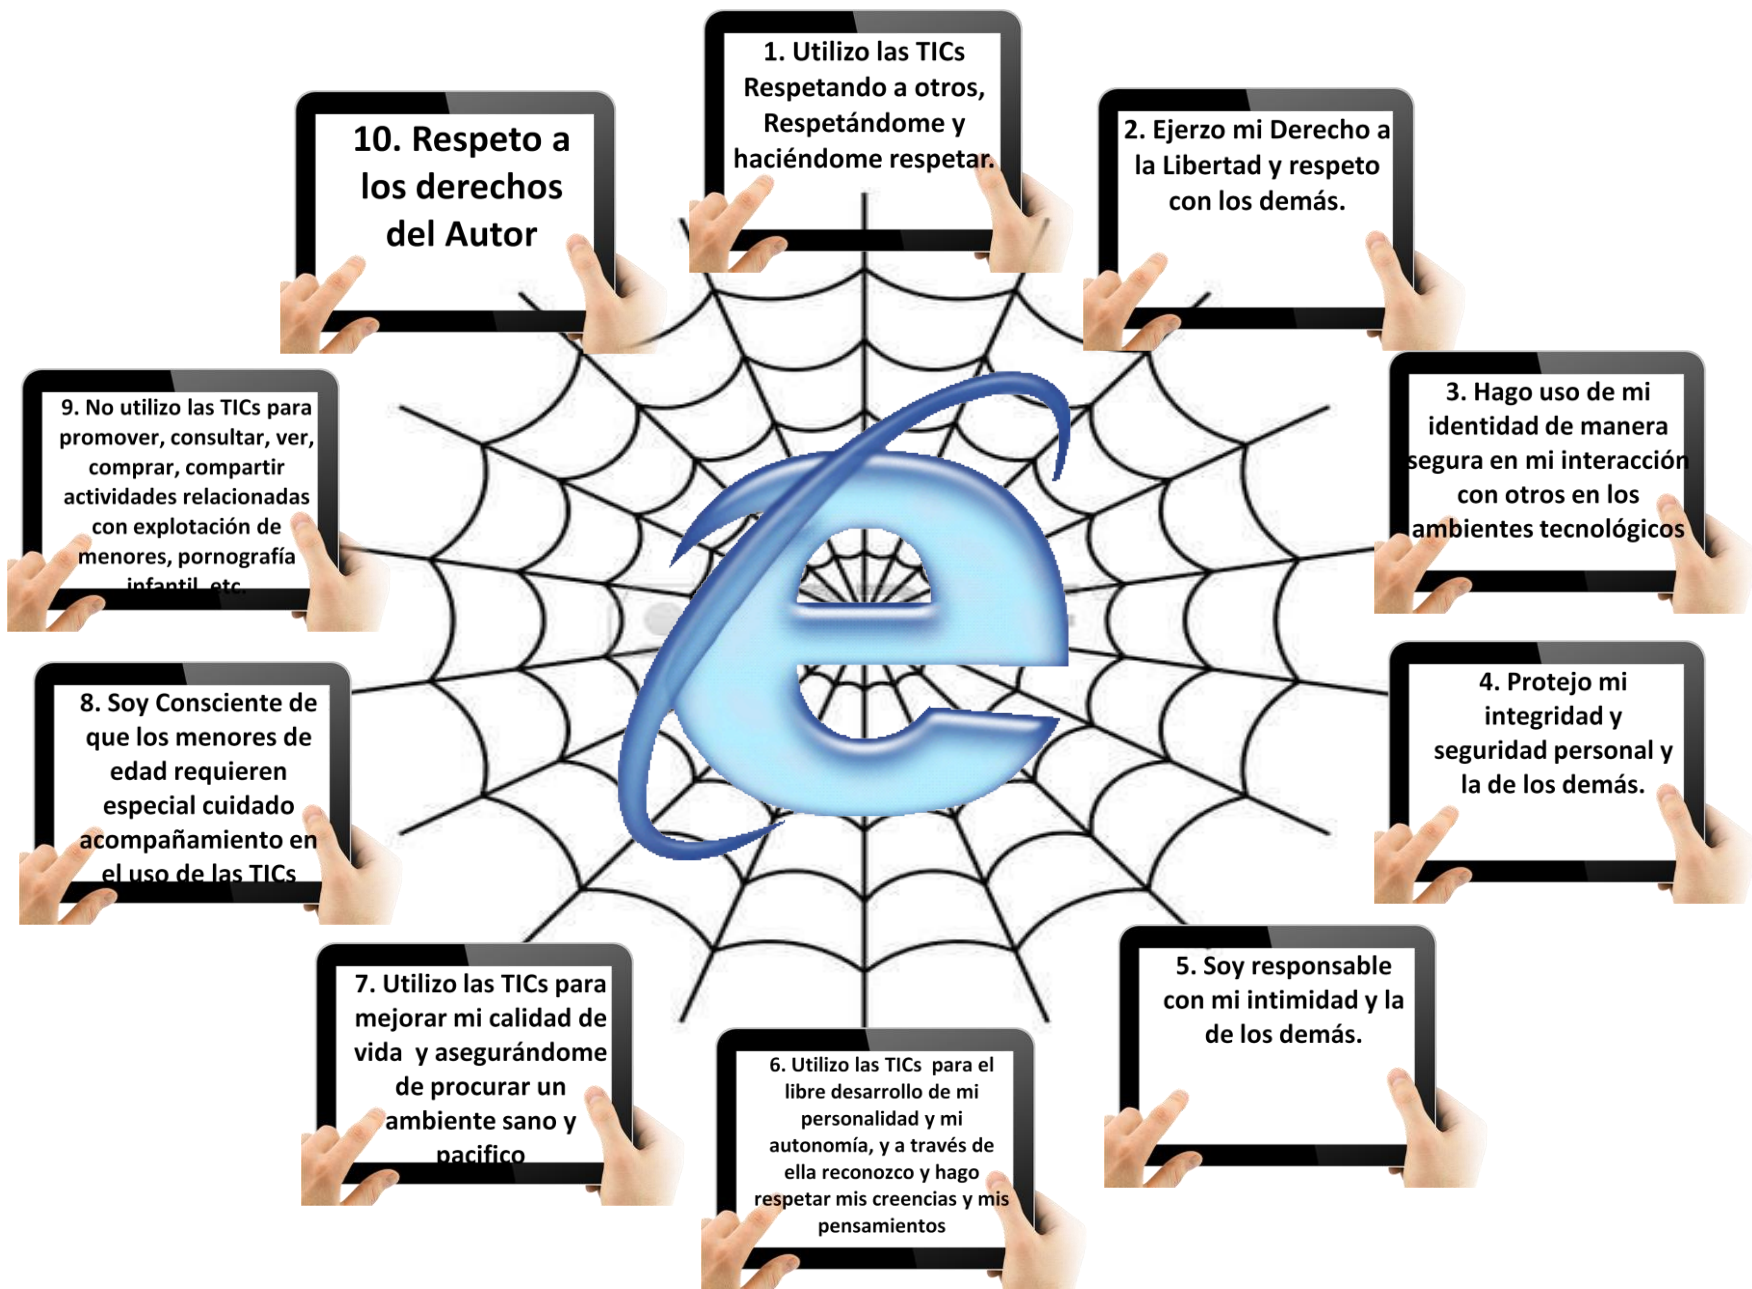 1. Utilizo las TICs
Respetando a otros,
Respetándome y
haciéndome respetar.
2. Ejerzo mi Derecho a
la Libertad y respeto
con los demás.
3. Hago uso de mi
identidad de manera
segura en mi interacción
con otros en los
ambientes tecnológicos
4. Protejo mi
integridad y
seguridad personal y
la de los demás.
5. Soy responsable
con mi intimidad y la
de los demás.
6. Utilizo las TICs para el
libre desarrollo de mi
personalidad y mi
autonomía, y a través de
ella reconozco y hago
respetar mis creencias y mis
pensamientos
7. Utilizo las TICs para
mejorar mi calidad de
vida y asegurándome
de procurar un
ambiente sano y
pacifico
8. Soy Consciente de
que los menores de
edad requieren
especial cuidado
acompañamiento en
el uso de las TICs
9. No utilizo las TICs para
promover, consultar, ver,
comprar, compartir
actividades relacionadas
con explotación de
menores, pornografía
infantil, etc.
10. Respeto a
los derechos
del Autor